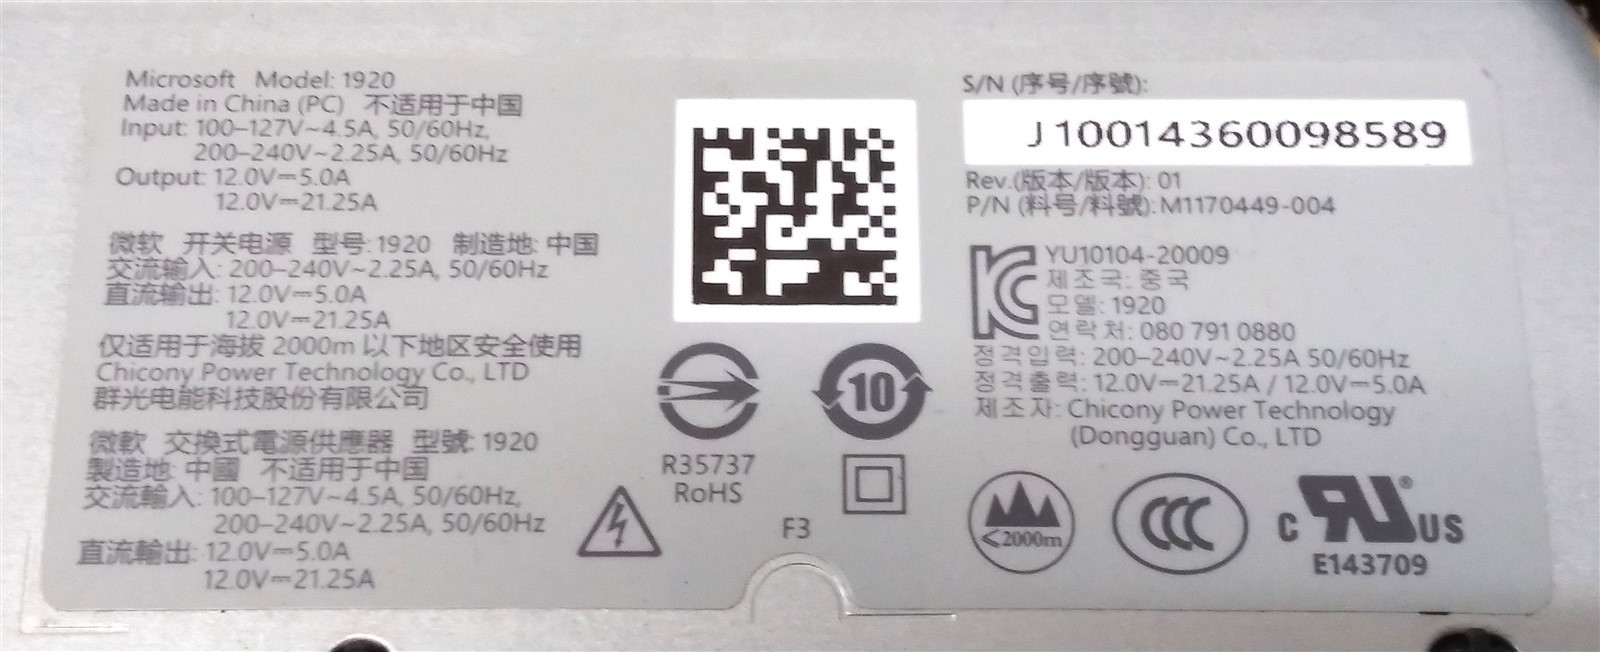 Microsoft Model: 1920
Made in China (PC) 不适用于中国
Input: 100–127V~4.5A, 50/60Hz,
200–240V~2.25A, 50/60Hz
Output: 12.0V⎓5.0A
12.0V⎓21.25A
微软 开关电源 型号: 1920 制造地: 中国
交流输入: 200–240V~2.25A, 50/60Hz
直流输出: 12.0V⎓5.0A
12.0V⎓21.25A
仅适用于海拔 2000m 以下地区安全使用
Chicony Power Technology Co., LTD
群光电能科技股份有限公司
微軟 交換式電源供應器 型號: 1920
製造地: 中國 不适用于中国
交流輸入: 100–127V~4.5A, 50/60Hz,
200–240V~2.25A, 50/60Hz
直流輸出: 12.0V⎓5.0A
12.0V⎓21.25A
10
R35737
RoHS
F3
S/N (序号/序號):
J10014360098589
Rev.(版本/版本): 01
P/N (料号/料號): M1170449-004
YU10104-20009
제조국: 중국
모델: 1920
연락처: 080 791 0880
정격입력: 200–240V~2.25A 50/60Hz
정격출력: 12.0V⎓21.25A / 12.0V⎓5.0A
제조자: Chicony Power Technology
(Dongguan) Co., LTD
≤2000m
CCC
C RU® US
E143709